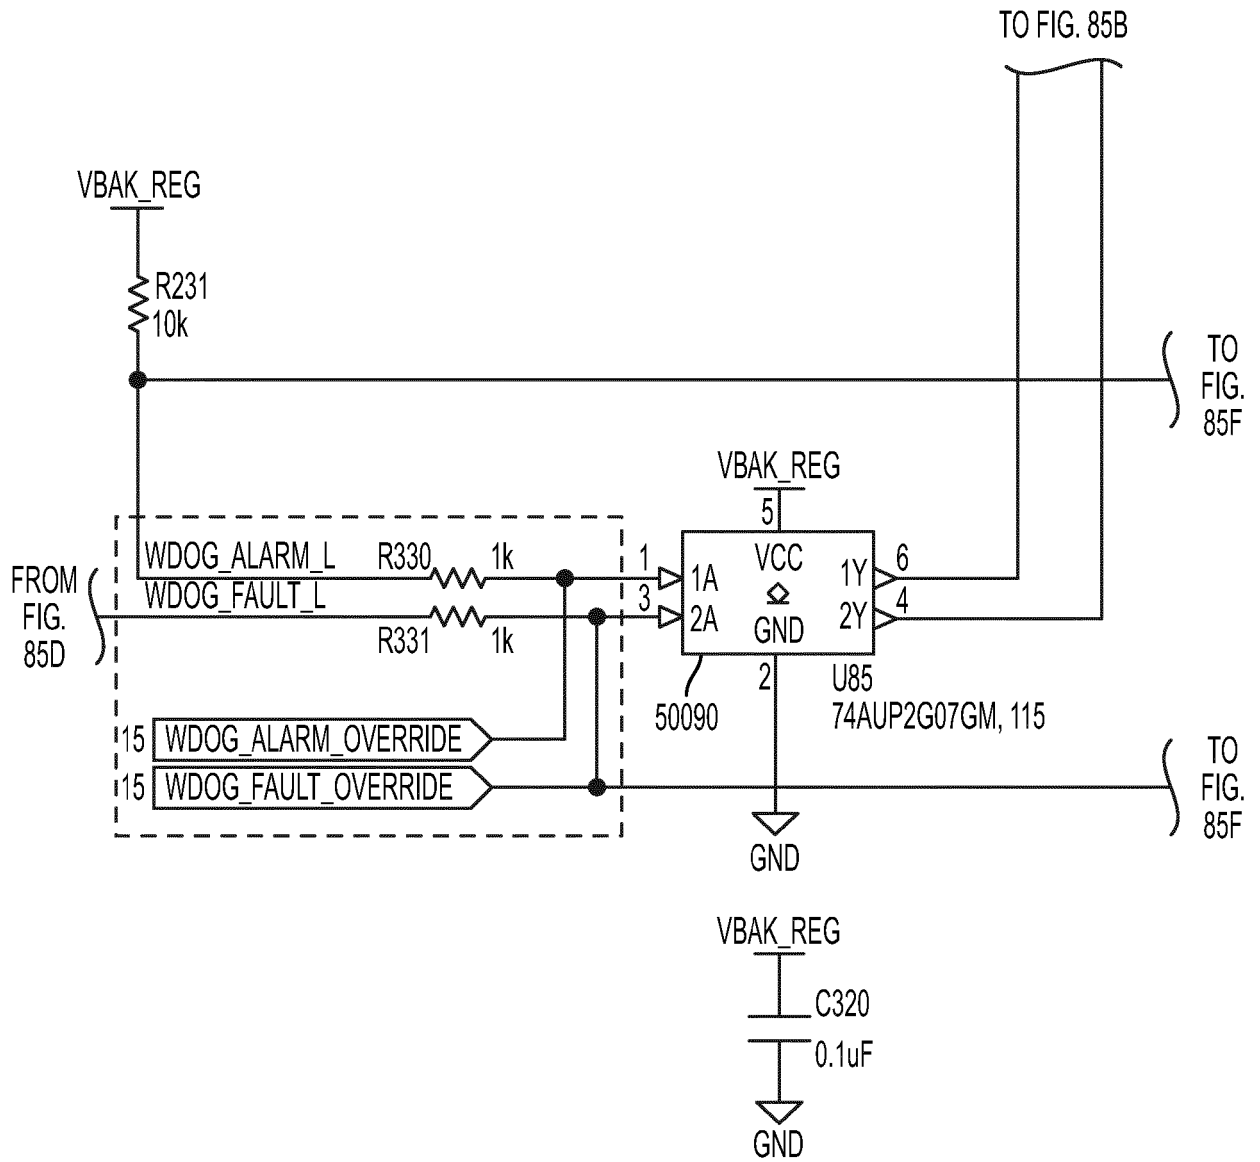 TO FIG. 85B
VBAK_REG
R231
10k
TO
FIG.
85F
VBAK_REG
5
WDOG_ALARM_L
R330
1k
1
1A
VCC
1Y
6
FROM
FIG.
85D
WDOG_FAULT_L
R331
1k
3
2A
GND
2Y
4
2
50090
U85
74AUP2G07GM, 115
15
WDOG_ALARM_OVERRIDE
15
WDOG_FAULT_OVERRIDE
TO
FIG.
85F
GND
VBAK_REG
C320
0.1uF
GND